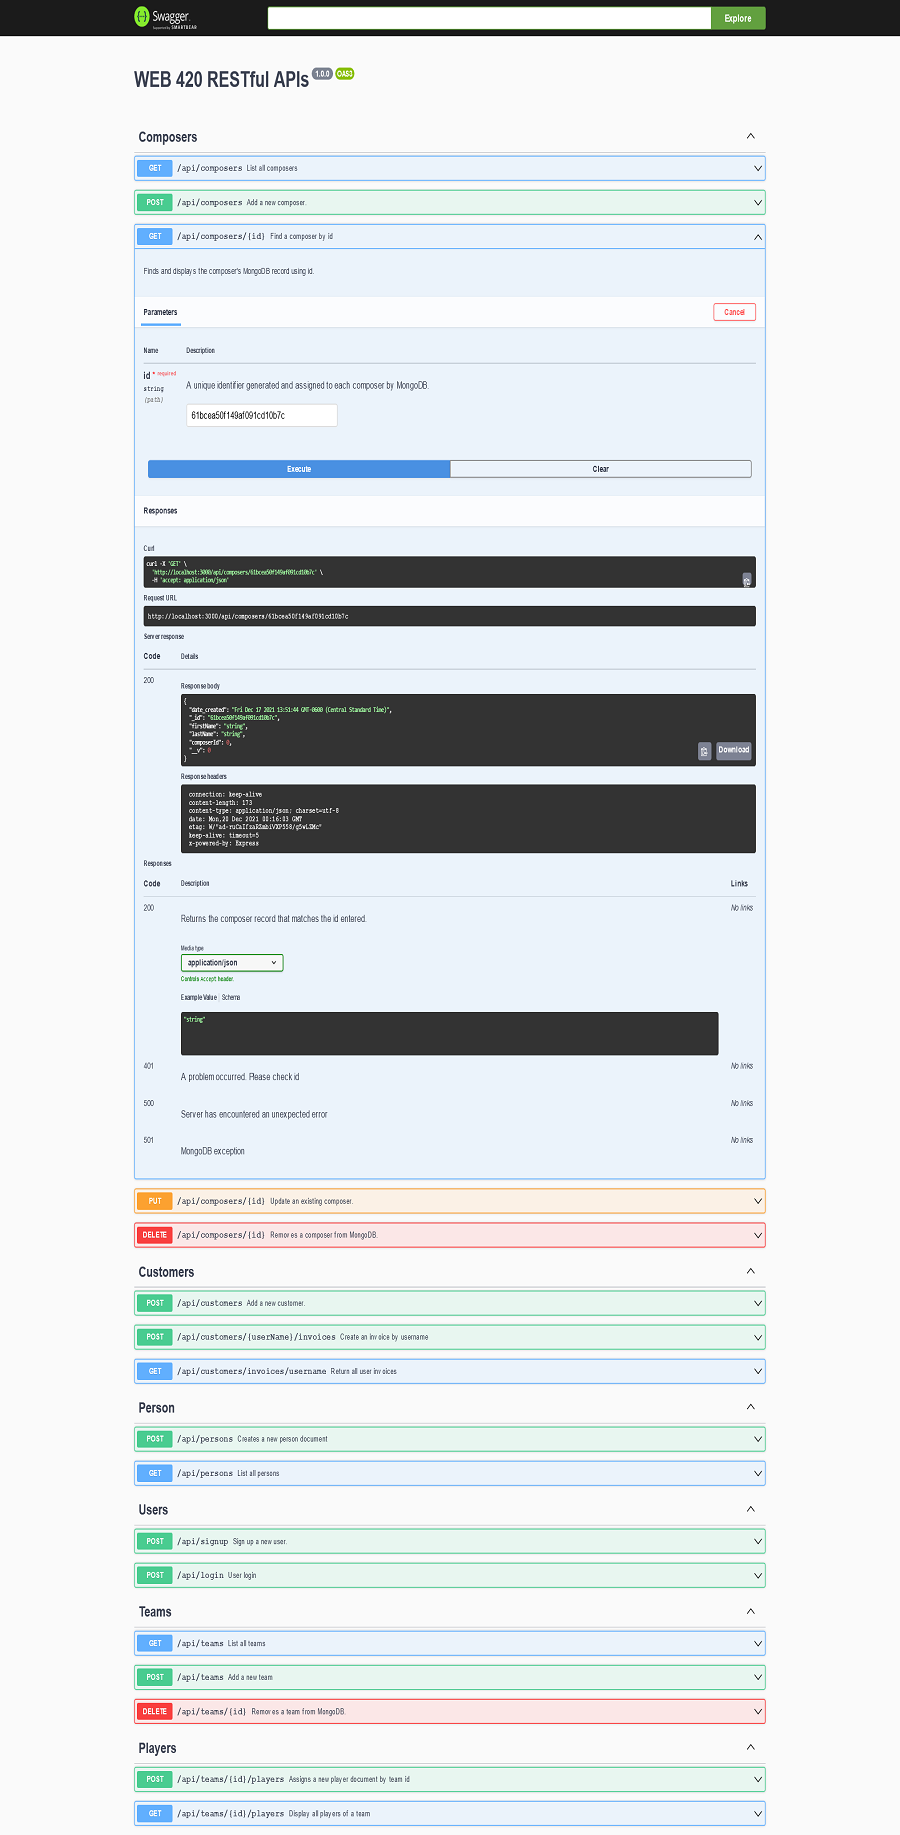 Swagger.
Supported by SMARTBEAR
Explore
WEB 420 RESTful APIs 1.0.0 OAS3
Composers
GET /api/composers List all composers
POST /api/composers Add a new composer.
GET /api/composers/{id} Find a composer by id
Finds and displays the composer's MongoDB record using id.
Parameters
Cancel
Name Description
id * required
string
(path)
A unique identifier generated and assigned to each composer by MongoDB.
61bcea50f149af091cd10b7c
Execute Clear
Responses
Curl
curl -X 'GET' \
'http://localhost:3000/api/composers/61bcea50f149af091cd10b7c' \
-H 'accept: application/json'
Request URL
http://localhost:3000/api/composers/61bcea50f149af091cd10b7c
Server response
Code Details
200
Response body
{
"date_created": "Fri Dec 17 2021 13:51:44 GMT-0600 (Central Standard Time)",
"_id": "61bcea50f149af091cd10b7c",
"firstName": "string",
"lastName": "string",
"composerId": 0,
"__v": 0
}
Download
Response headers
connection: keep-alive
content-length: 173
content-type: application/json; charset=utf-8
date: Mon,20 Dec 2021 00:16:03 GMT
etag:
keep-alive: timeout=5
x-powered-by: Express
Responses
Code Description Links
200 No links
Returns the composer record that matches the id entered.
Media type
application/json
Controls Accept header.
Example Value Schema
"string"
401 No links
A problem occurred. Please check id
500 No links
Server has encountered an unexpected error
501 No links
MongoDB exception
PUT /api/composers/{id} Update an existing composer.
DELETE /api/composers/{id} Removes a composer from MongoDB.
Customers
POST /api/customers Add a new customer.
POST /api/customers/{userName}/invoices Create an invoice by username
GET /api/customers/invoices/username Return all user invoices
Person
POST /api/persons Creates a new person document
GET /api/persons List all persons
Users
POST /api/signup Sign up a new user.
POST /api/login User login
Teams
GET /api/teams List all teams
POST /api/teams Add a new team
DELETE /api/teams/{id} Removes a team from MongoDB.
Players
POST /api/teams/{id}/players Assigns a new player document by team id
GET /api/teams/{id}/players Display all players of a team